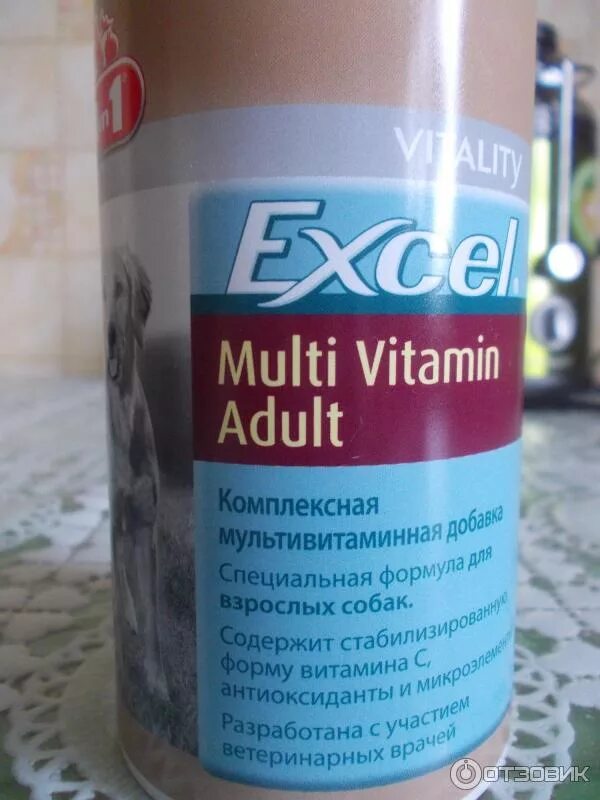 in1
VITALITY
Excel
Multi Vitamin
Adult
Комплексная
мультивитаминная добавка
Специальная формула для
взрослых собак.
Содержит стабилизированную
форму витамина С,
антиоксиданты и микроэлементы
Разработана с участием
ветеринарных врачей
ОТЗОВИК